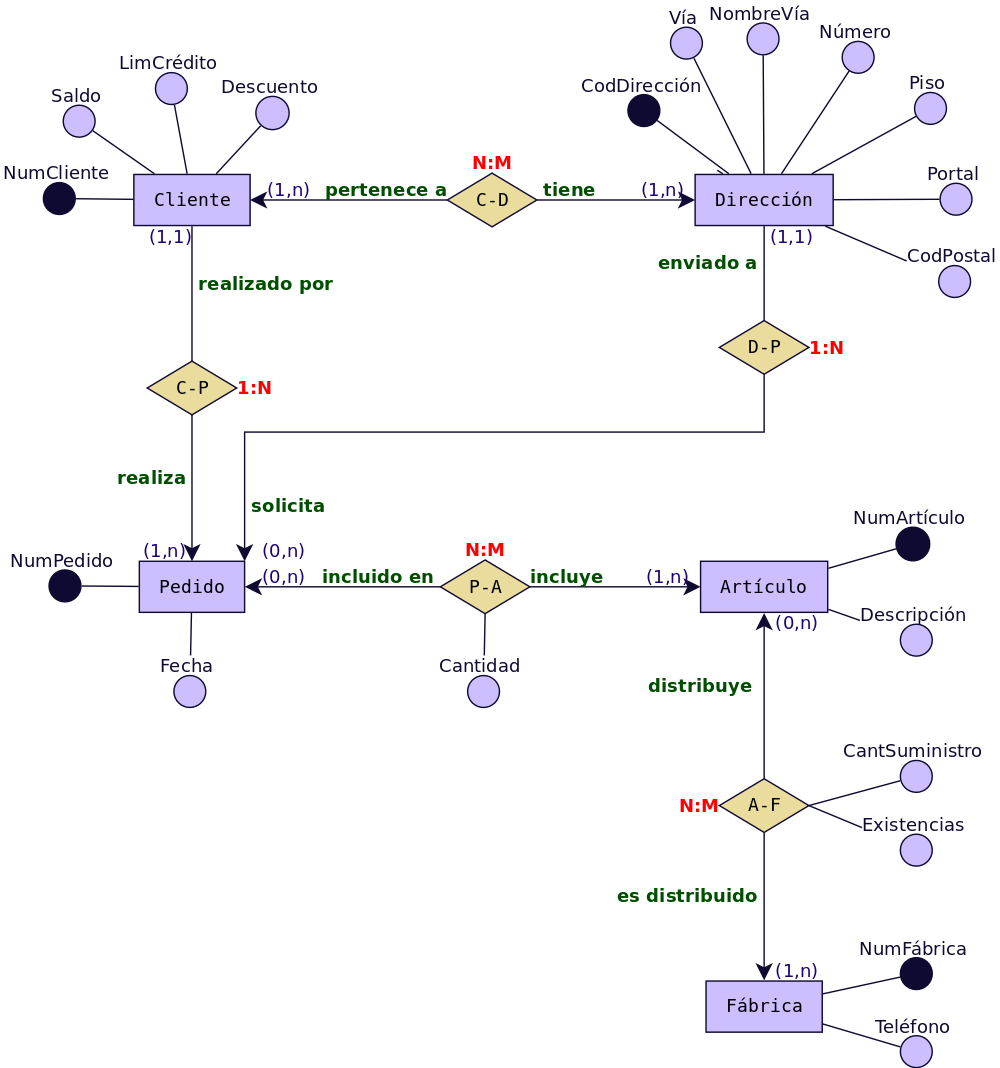 Vía
NombreVía
Número
LimCrédito
Saldo
Descuento
CodDirección
Piso
NumCliente
N:M
Portal
Cliente
(1,n)
pertenece a
C-D
tiene
(1,n)
Dirección
(1,1)
(1,1)
CodPostal
enviado a
realizado por
D-P
1:N
C-P
1:N
realiza
solicita
NumArtículo
(1,n)
(0,n)
N:M
NumPedido
(0,n)
incluido en
incluye
(1,n)
Pedido
P-A
Artículo
Descripción
(0,n)
Fecha
Cantidad
distribuye
CantSuministro
N:M
A-F
Existencias
es distribuido
NumFábrica
(1,n)
Fábrica
Teléfono